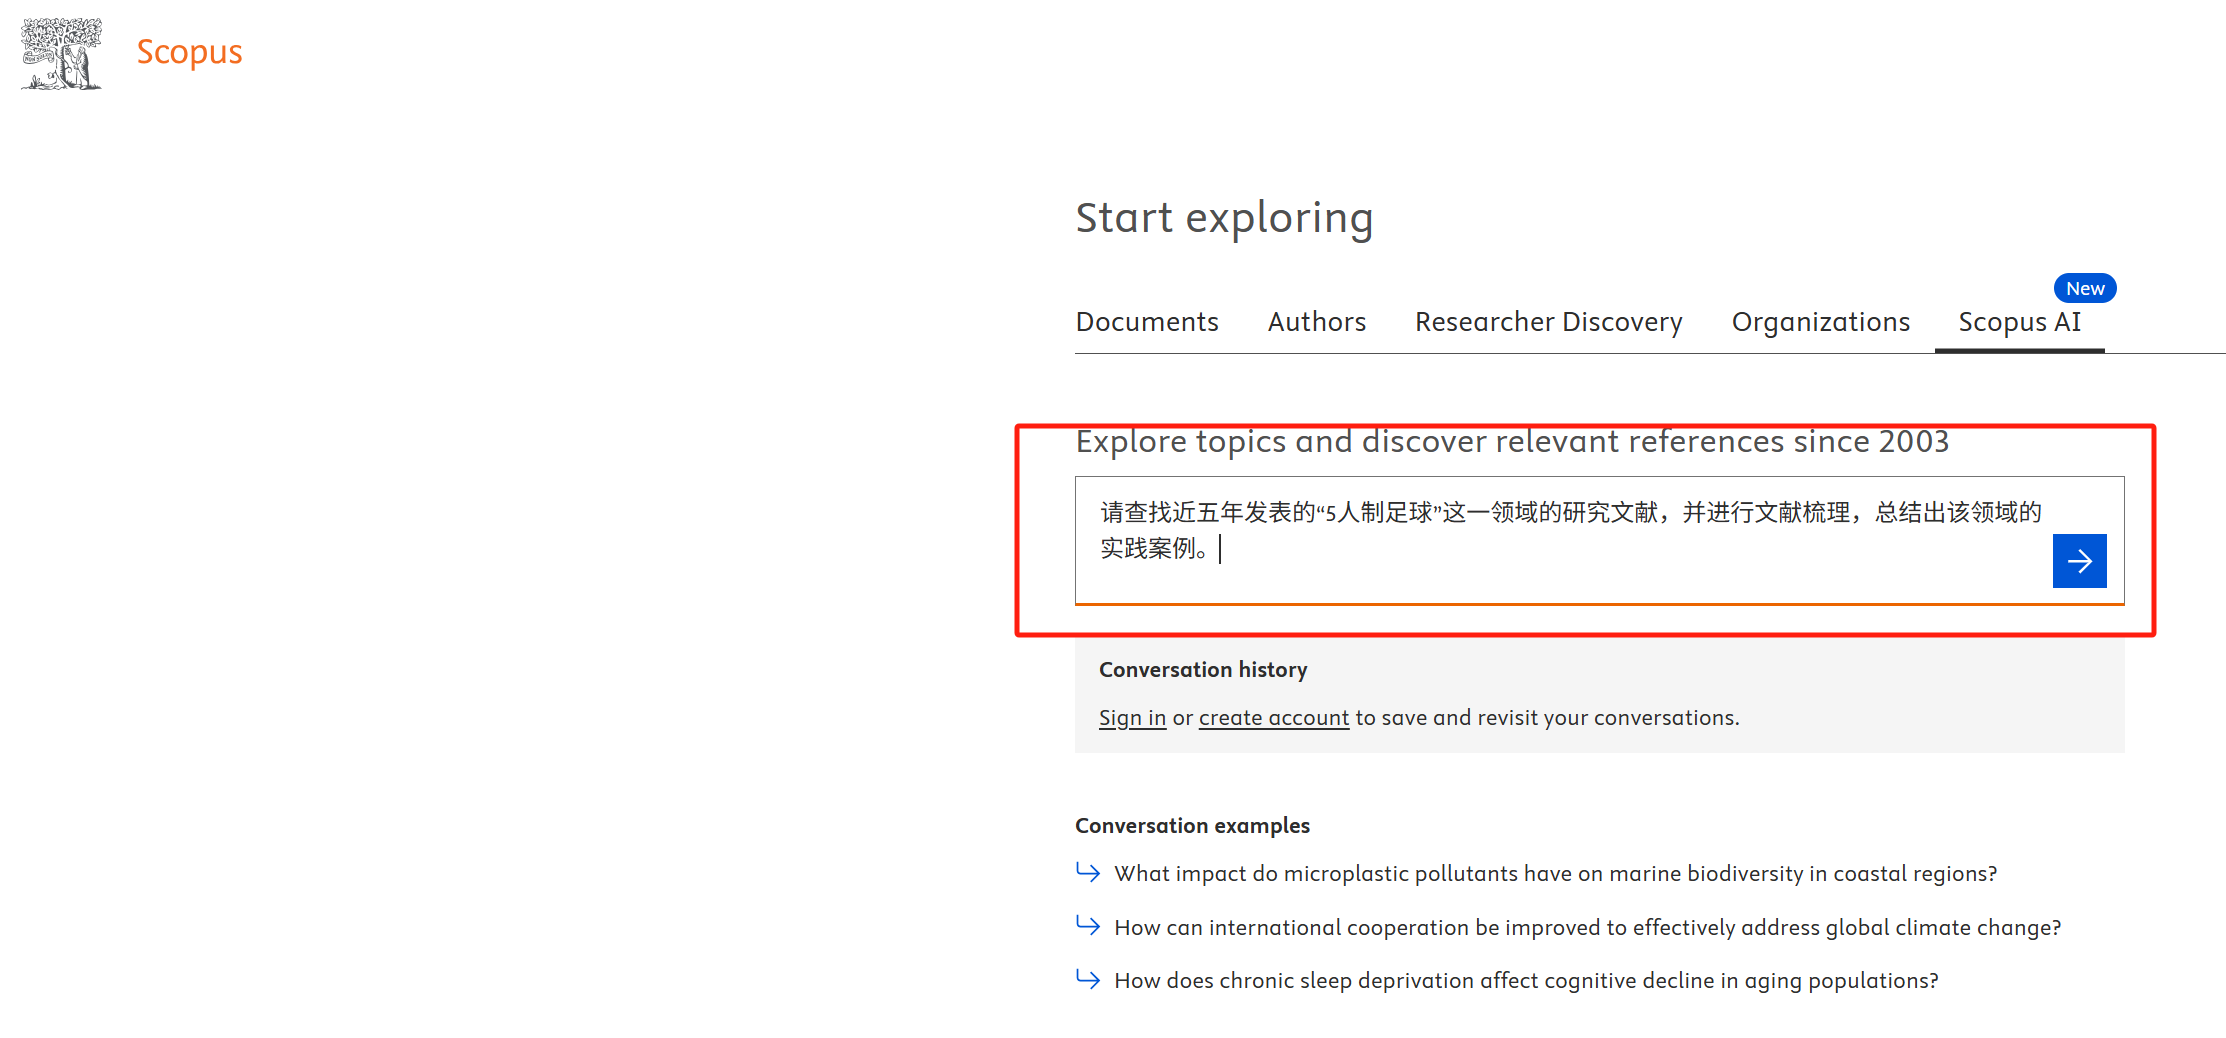 Scopus
Start exploring
New
Documents Authors Researcher Discovery Organizations Scopus AI
Explore topics and discover relevant references since 2003
请查找近五年发表的“5人制足球”这一领域的研究文献，并进行文献梳理，总结出该领域的
实践案例。
Conversation history
Sign in or create account to save and revisit your conversations.
Conversation examples
What impact do microplastic pollutants have on marine biodiversity in coastal regions?
How can international cooperation be improved to effectively address global climate change?
How does chronic sleep deprivation affect cognitive decline in aging populations?